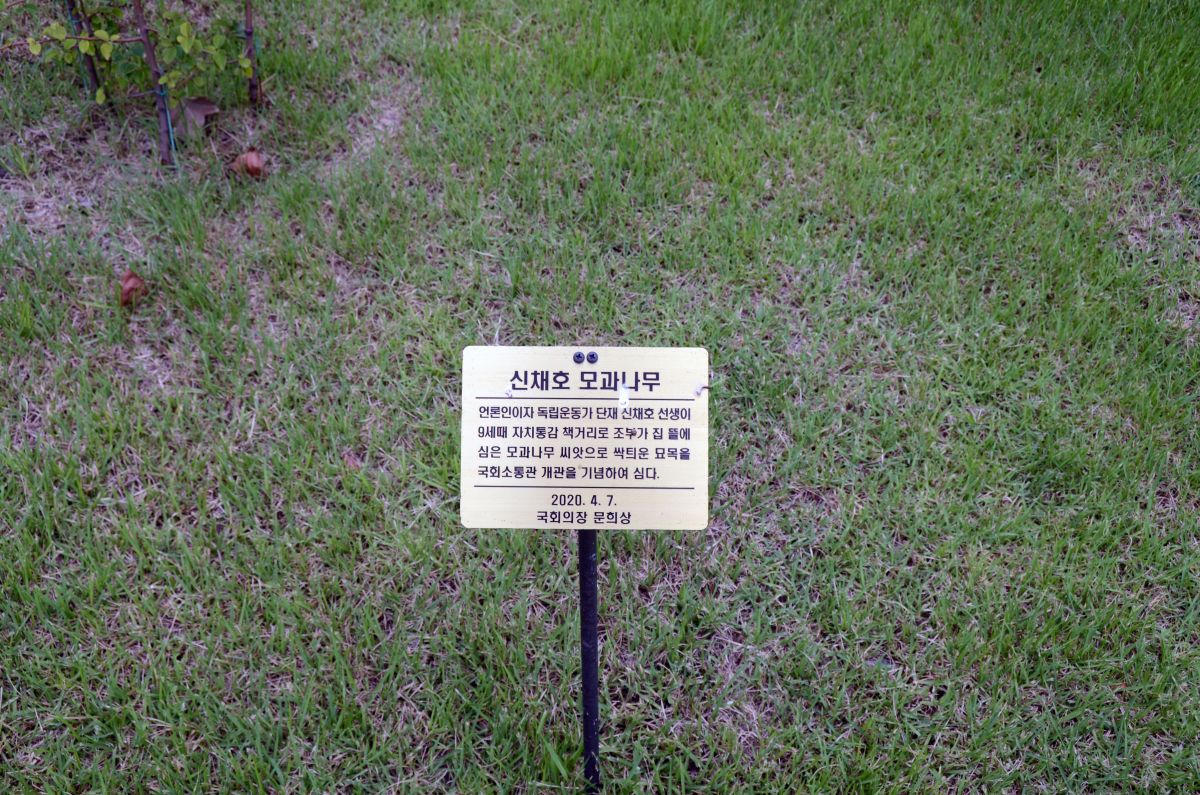 신채호 모과나무
언론인이자 독립운동가 단재 신채호 선생이
9세때 자치통감 책거리로 조부가 집 뜰에
심은 모과나무 씨앗으로 싹틔운 묘목을
국회소통관 개관을 기념하여 심다.
2020. 4. 7.
국회의장 문희상